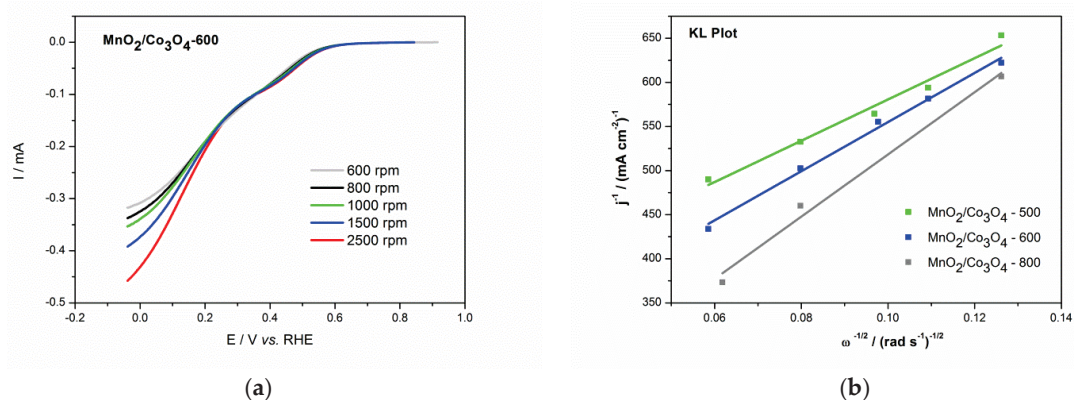 MnO2/Co3O4-600
0.0
-0.1
-0.2
-0.3
-0.4
-0.5
I / mA
600 rpm
800 rpm
1000 rpm
1500 rpm
2500 rpm
-0.2 0.0 0.2 0.4 0.6 0.8 1.0
E / V vs. RHE
(a)
KL Plot
650
600
550
500
450
400
350
j-1 / (mA cm-2)-1
MnO2/Co3O4 - 500
MnO2/Co3O4 - 600
MnO2/Co3O4 - 800
0.06 0.08 0.10 0.12 0.14
ω -1/2 / (rad s-1)-1/2
(b)